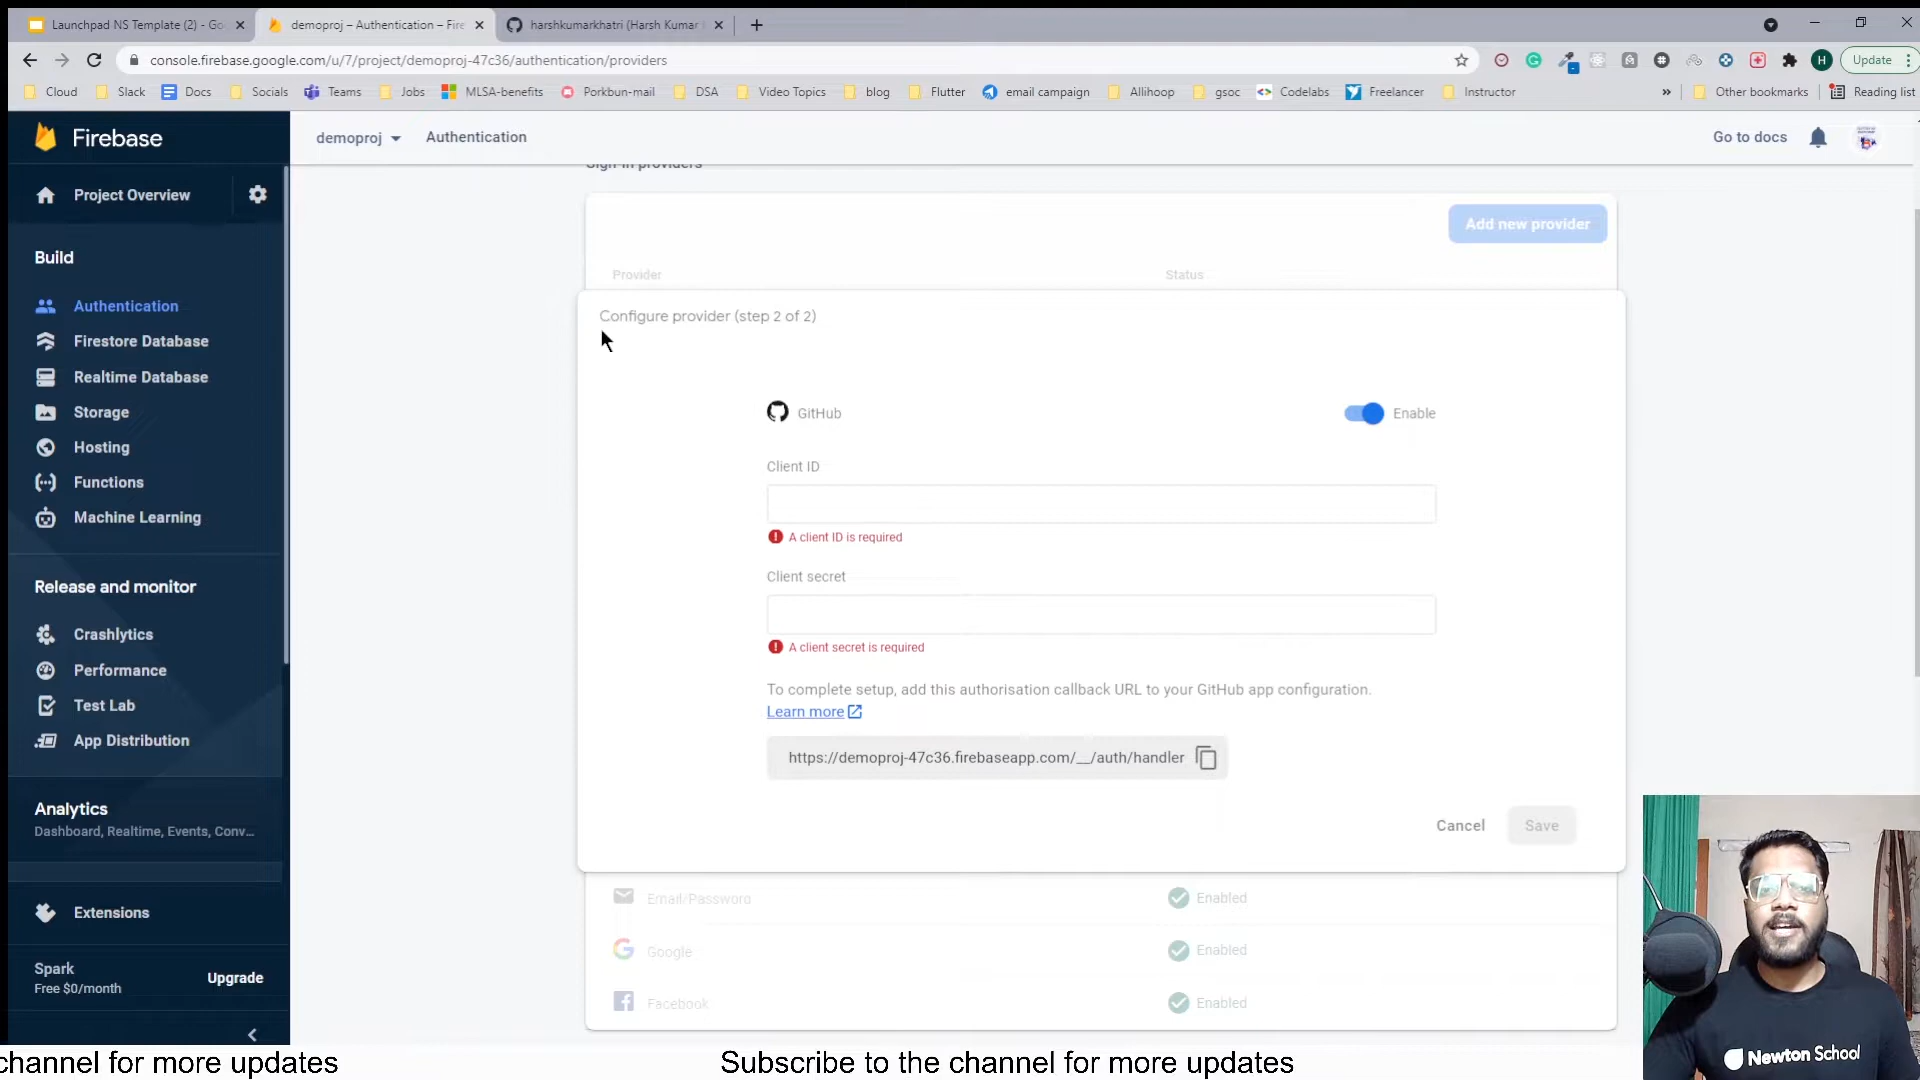 Launchpad NS Template (2) - Go
demoproj – Authentication – Fire
harshkumarkhatri (Harsh Kumar
console.firebase.google.com/u/7/project/demoproj-47c36/authentication/providers
H
Update
Cloud
Slack
Docs
Socials
Teams
Jobs
MLSA-benefits
Porkbun-mail
DSA
Video Topics
blog
Flutter
email campaign
Allihoop
gsoc
Codelabs
Freelancer
Instructor
»
Other bookmarks
Reading list
Firebase
demoproj
Authentication
Go to docs
Project Overview
Build
Authentication
Firestore Database
Realtime Database
Storage
Hosting
Functions
Machine Learning
Release and monitor
Crashlytics
Performance
Test Lab
App Distribution
Analytics
Dashboard, Realtime, Events, Conv...
Extensions
Spark
Free $0/month
Upgrade
Sign-in providers
Add new provider
Provider
Status
Configure provider (step 2 of 2)
GitHub
Enable
Client ID
A client ID is required
Client secret
A client secret is required
To complete setup, add this authorisation callback URL to your GitHub app configuration.
Learn more
https://demoproj-47c36.firebaseapp.com/__/auth/handler
Cancel
Save
Email/Password
Enabled
Google
Enabled
Facebook
Enabled
Newton School
channel for more updates
Subscribe to the channel for more updates